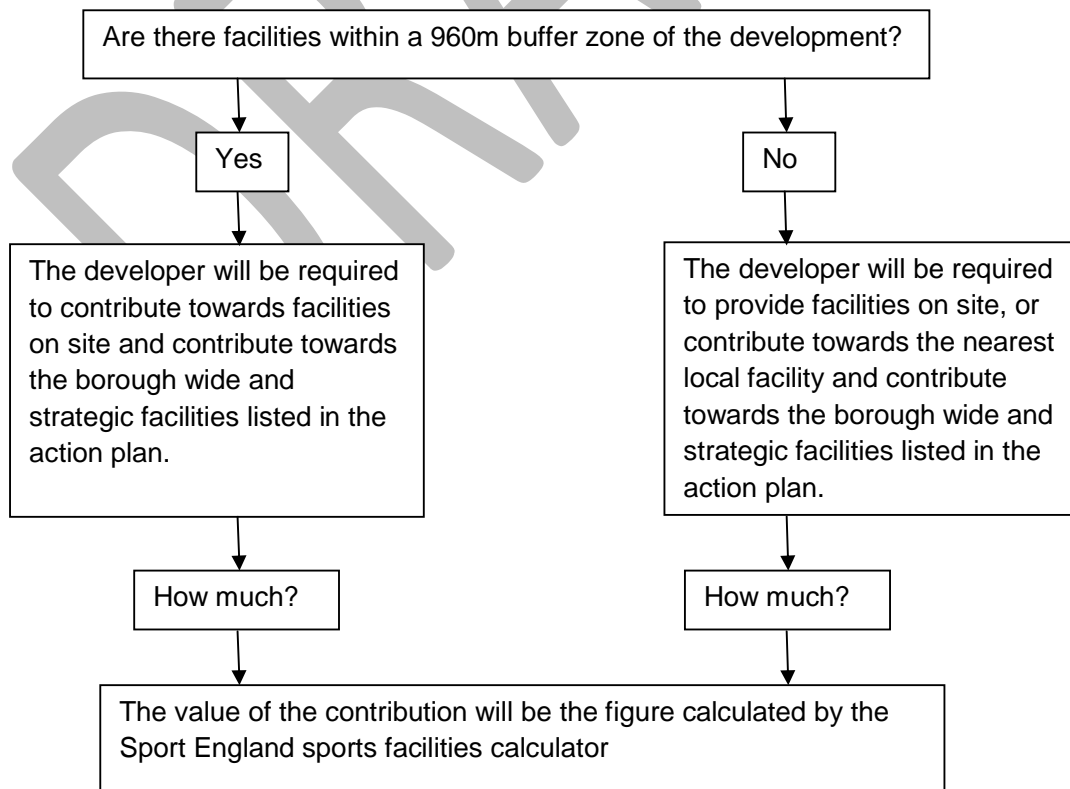 Are there facilities within a 960m buffer zone of the development?
Yes
No
The developer will be required
to contribute towards facilities
on site and contribute towards
the borough wide and
strategic facilities listed in the
action plan.
The developer will be required
to provide facilities on site, or
contribute towards the nearest
local facility and contribute
towards the borough wide and
strategic facilities listed in the
action plan.
How much?
How much?
The value of the contribution will be the figure calculated by the
Sport England sports facilities calculator